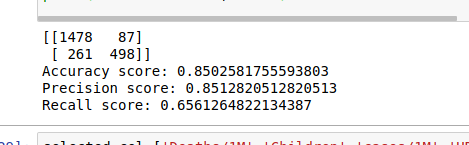 [[1478   87]
 [ 261  498]]
Accuracy score: 0.8502581755593803
Precision score: 0.8512820512820513
Recall score: 0.6561264822134387